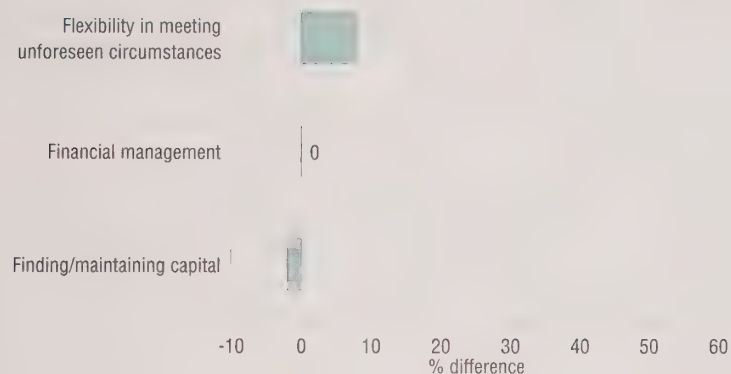 Flexibility in meeting
unforeseen circumstances
Financial management 0
Finding/maintaining capital
-10 0 10 20 30 40 50 60
% difference